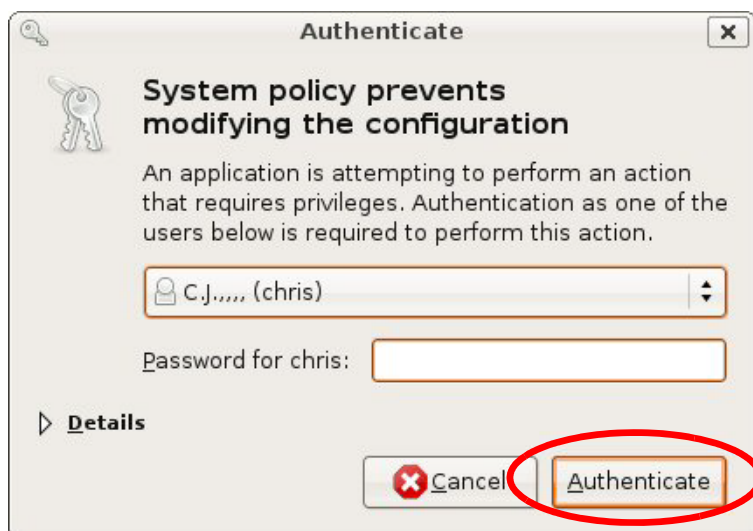 Authenticate
System policy prevents
modifying the configuration
An application is attempting to perform an action
that requires privileges. Authentication as one of the
users below is required to perform this action.
C.J.,,,, (chris)
Password for chris:
Details
Cancel Authenticate